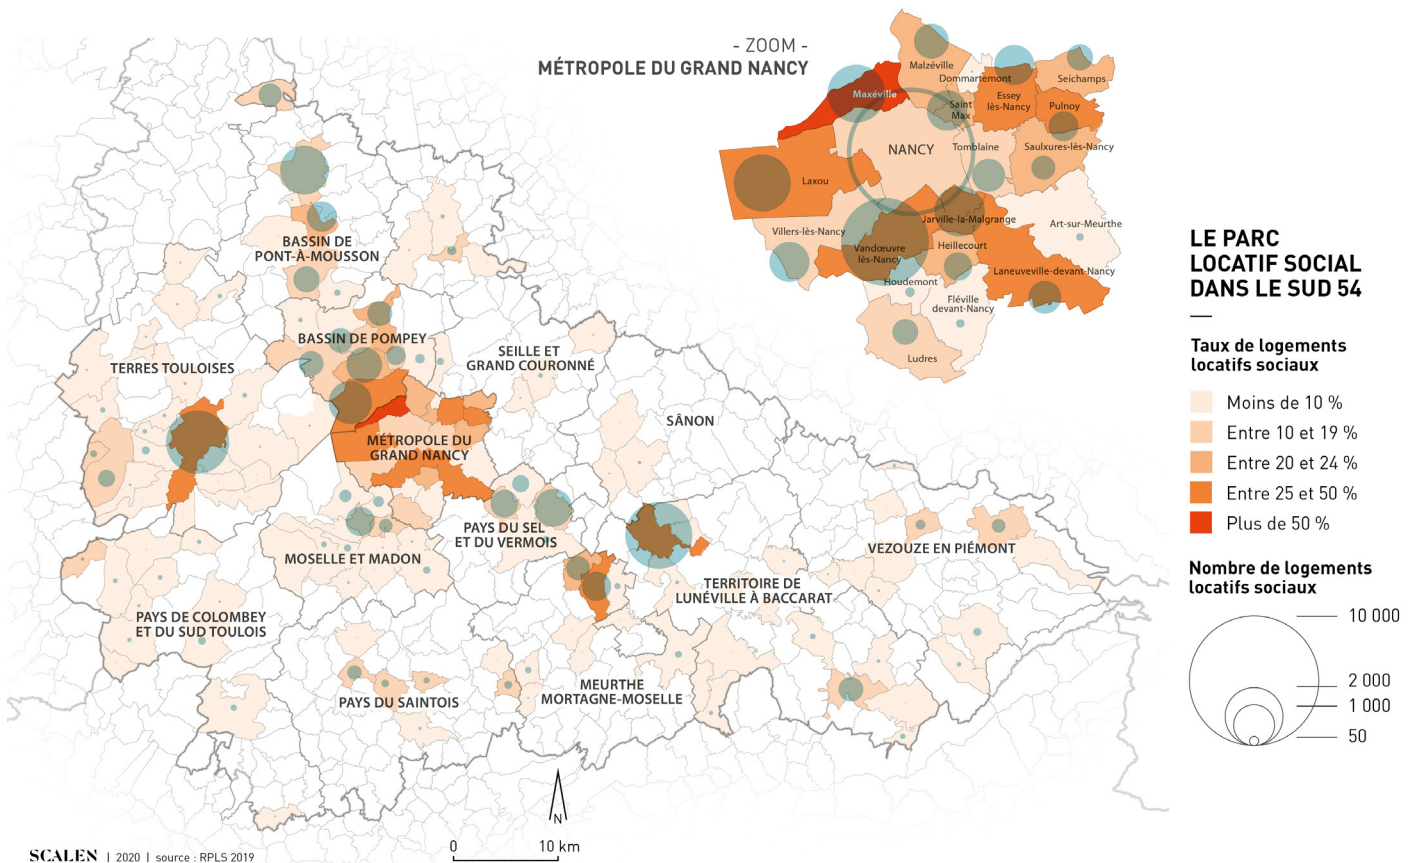 - ZOOM -
MÉTROPOLE DU GRAND NANCY
Malzéville
Dommartemont
Seichamps
Maxéville
Essey
lès-Nancy
Saint
Max
Pulnoy
NANCY
Tomblaine
Saulxures-lès-Nancy
Laxou
Jarville-la-Malgrange
Art-sur-Meurthe
Villers-lès-Nancy
Vandœuvre
lès-Nancy
Heillecourt
Laneuveville-devant-Nancy
Houdemont
Fléville
devant-Nancy
Ludres
BASSIN DE
PONT-À-MOUSSON
BASSIN DE POMPEY
SEILLE ET
GRAND COURONNÉ
TERRES TOULOISES
SÂNON
MÉTROPOLE DU
GRAND NANCY
PAYS DU SEL
ET DU VERMOIS
MOSELLE ET MADON
VEZOUZE EN PIÉMONT
TERRITOIRE DE
LUNÉVILLE À BACCARAT
PAYS DE COLOMBEY
ET DU SUD TOULOIS
MEURTHE
MORTAGNE-MOSELLE
PAYS DU SAINTOIS
N
0 10 km
SCALEN | 2020 | source : RPLS 2019
LE PARC
LOCATIF SOCIAL
DANS LE SUD 54
Taux de logements
locatifs sociaux
Moins de 10 %
Entre 10 et 19 %
Entre 20 et 24 %
Entre 25 et 50 %
Plus de 50 %
Nombre de logements
locatifs sociaux
10 000
2 000
1 000
50